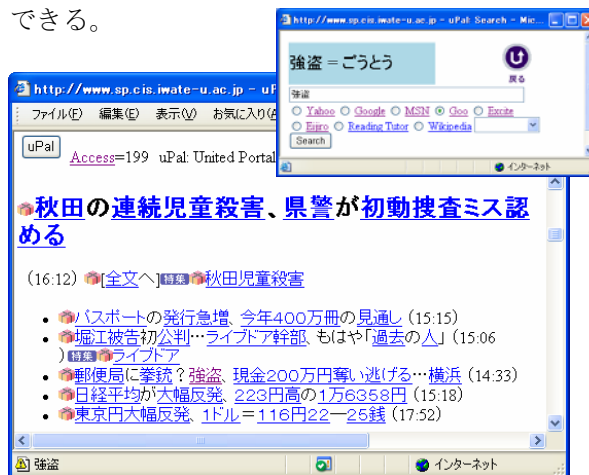 できる。
http://www.sp.cis.iwate-u.ac.jp - uPal: Search - Mic...
強盗＝ごうとう
戻る
強盗
Yahoo Google MSN Goo Excite
Eijiro Reading Tutor Wikipedia
Search
インターネット
http://www.sp.cis.iwate-u.ac.jp - uP
ファイル(F) 編集(E) 表示(V) お気に入り(A
uPal Access=199 uPal: United Portal
秋田の連続児童殺害、県警が初動捜査ミス認
める
(16:12) [全文へ]特集秋田児童殺害
パスポートの発行急増、今年400万冊の見通し (15:15)
堀江被告初公判…ライブドア幹部、もはや「過去の人」 (15:06
)特集ライブドア
郵便局に拳銃？強盗、現金200万円奪い逃げる…横浜 (14:33)
日経平均が大幅反発、223円高の1万6358円 (15:18)
東京円大幅反発、1ドル＝116円22―25銭 (17:52)
強盗
インターネット